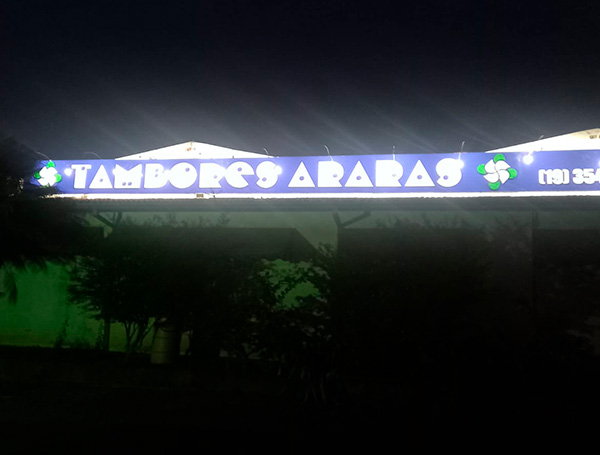 TAMBORES ARARAS (19) 354